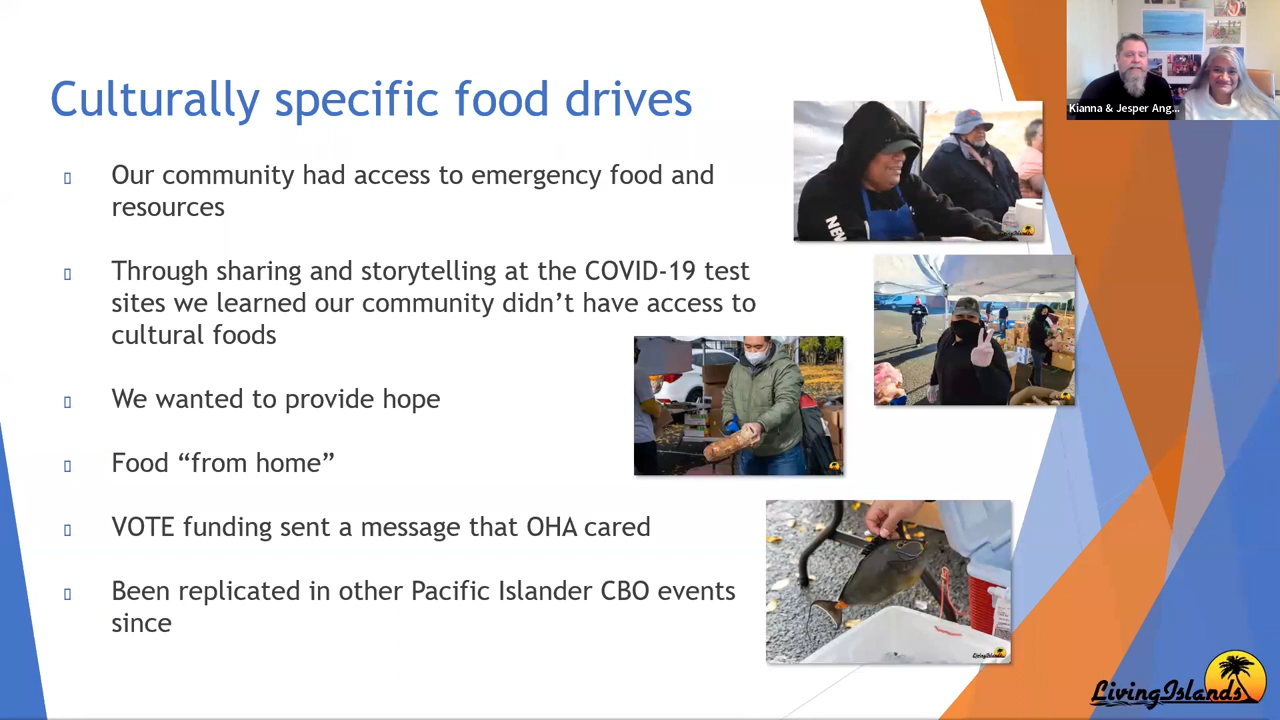 Culturally specific food drives
Our community had access to emergency food and
resources
Through sharing and storytelling at the COVID-19 test
sites we learned our community didn’t have access to
cultural foods
We wanted to provide hope
Food “from home”
VOTE funding sent a message that OHA cared
Been replicated in other Pacific Islander CBO events
since
Kianna & Jesper Ang...
NEW
LivingIslands
LivingIslands
LivingIslands